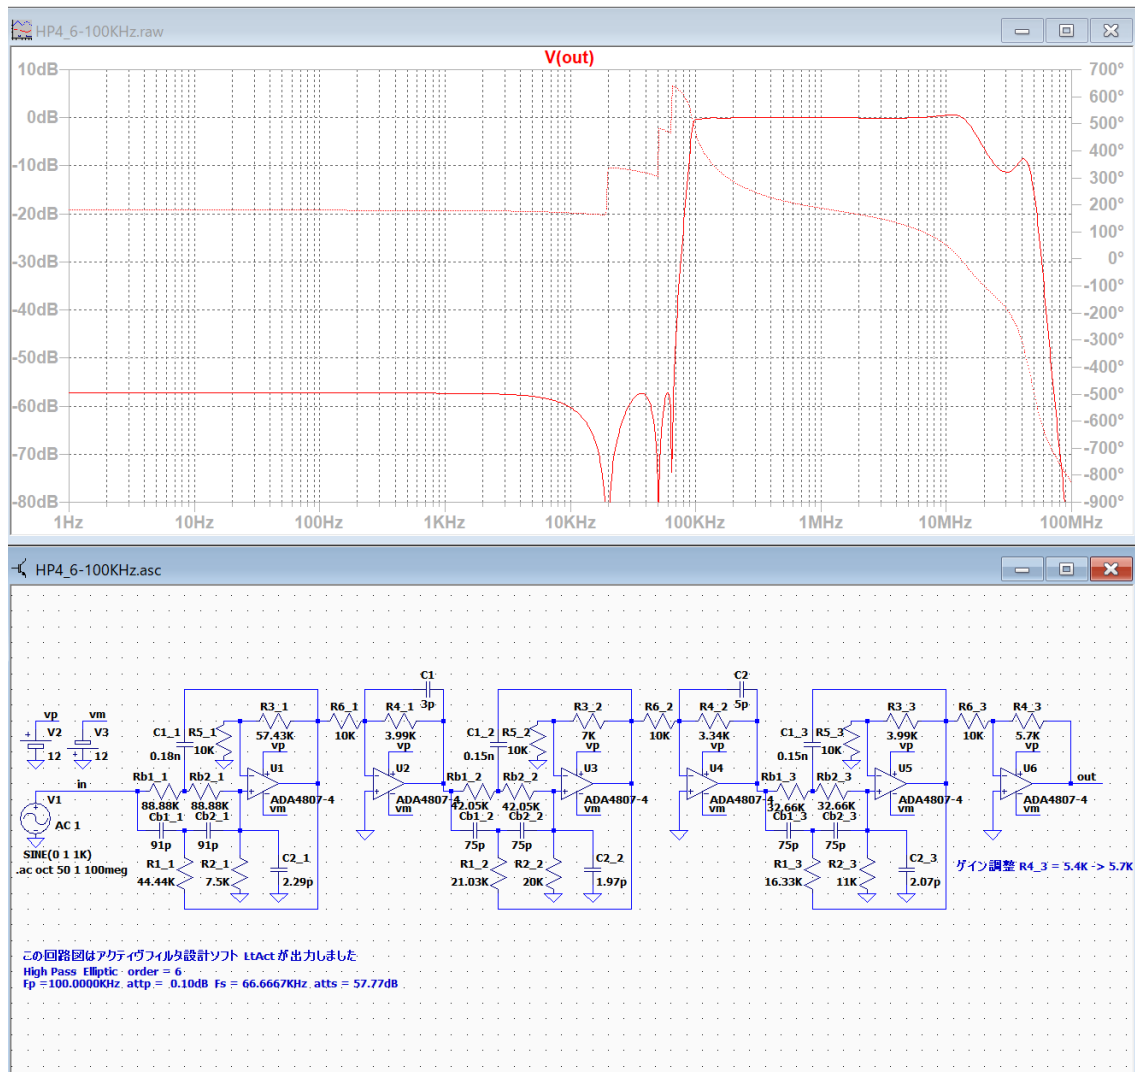 HP4_6-100KHz.raw
V(out)
10dB
0dB
-10dB
-20dB
-30dB
-40dB
-50dB
-60dB
-70dB
-80dB
700°
600°
500°
400°
300°
200°
100°
0°
-100°
-200°
-300°
-400°
-500°
-600°
-700°
-800°
-900°
1Hz 10Hz 100Hz 1KHz 10KHz 100KHz 1MHz 10MHz 100MHz
HP4_6-100KHz.asc
vp
V2
12
vm
V3
12
in
V1
AC 1
SINE(0 1 1K)
.ac oct 50 1 100meg
C1_1
0.18n
R5_1
10K
R3_1
57.43K
vp
U1
ADA4807-4
vm
Rb1_1
88.88K
Rb2_1
88.88K
Cb1_1
91p
Cb2_1
91p
R1_1
44.44K
R2_1
7.5K
C2_1
2.29p
R6_1
10K
C1
3p
R4_1
3.99K
vp
U2
ADA4807-4
vm
C1_2
0.15n
R5_2
10K
R3_2
7K
vp
U3
ADA4807-4
vm
Rb1_2
42.05K
Rb2_2
42.05K
Cb1_2
75p
Cb2_2
75p
R1_2
21.03K
R2_2
20K
C2_2
1.97p
R6_2
10K
C2
5p
R4_2
3.34K
vp
U4
ADA4807-4
vm
C1_3
0.15n
R5_3
10K
R3_3
3.99K
vp
U5
ADA4807-4
vm
Rb1_3
32.66K
Rb2_3
32.66K
Cb1_3
75p
Cb2_3
75p
R1_3
16.33K
R2_3
11K
C2_3
2.07p
R6_3
10K
R4_3
5.7K
vp
U6
ADA4807-4
vm
out
ゲイン調整 R4_3 = 5.4K -> 5.7K
この回路図はアクティヴフィルタ設計ソフト LtAct が出力しました
High Pass Elliptic order = 6
Fp =100.0000KHz attp = 0.10dB Fs = 66.6667KHz atts = 57.77dB